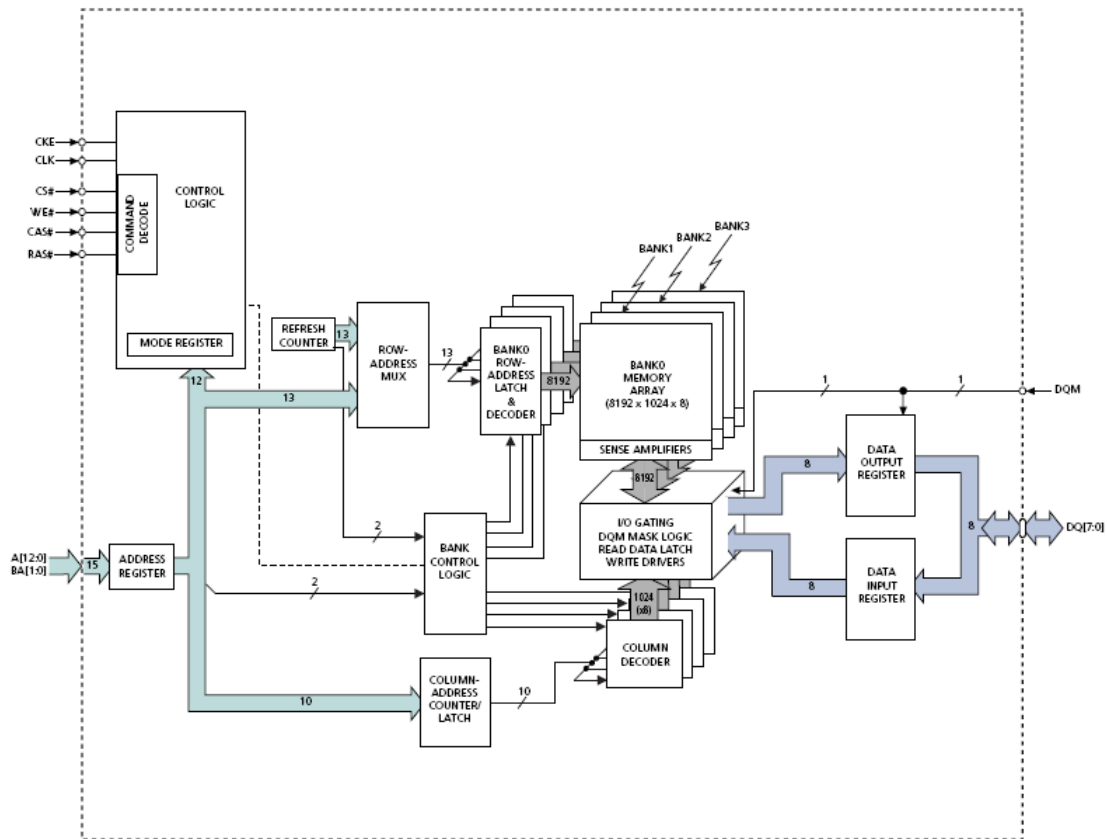 CKE
CLK
CS#
WE#
CAS#
RAS#
COMMAND
DECODE
CONTROL
LOGIC
MODE REGISTER
12
REFRESH
COUNTER
13
13
ROW-
ADDRESS
MUX
13
BANK0
ROW-
ADDRESS
LATCH
&
DECODER
8192
BANK1
BANK2
BANK3
BANK0
MEMORY
ARRAY
(8192 x 1024 x 8)
SENSE AMPLIFIERS
8192
I/O GATING
DQM MASK LOGIC
READ DATA LATCH
WRITE DRIVERS
1024
(x8)
COLUMN
DECODER
2
2
BANK
CONTROL
LOGIC
A[12:0]
BA[1:0]
15
ADDRESS
REGISTER
10
COLUMN-
ADDRESS
COUNTER/
LATCH
10
1
1
DQM
8
DATA
OUTPUT
REGISTER
8
DQ[7:0]
8
DATA
INPUT
REGISTER